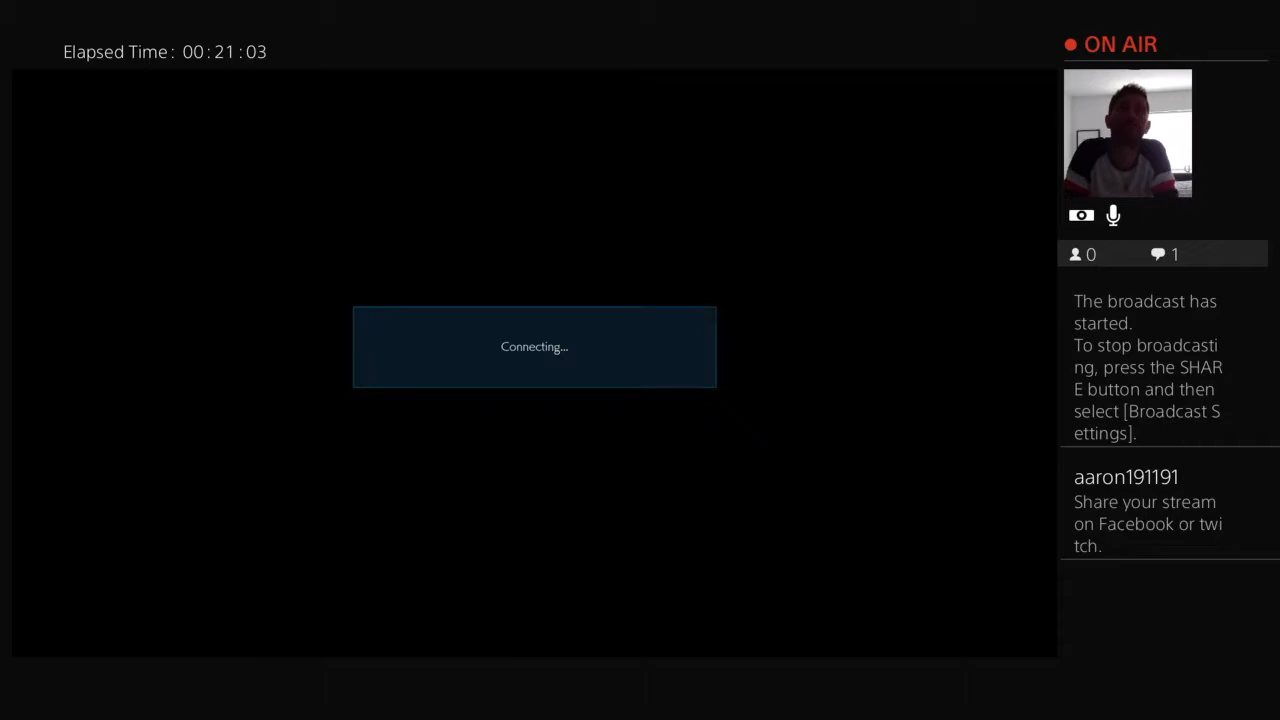 Elapsed Time: 00:21:03
ON AIR
0 1
Connecting...
The broadcast has
started.
To stop broadcasti
ng, press the SHAR
E button and then
select [Broadcast S
ettings].
aaron191191
Share your stream
on Facebook or twi
tch.